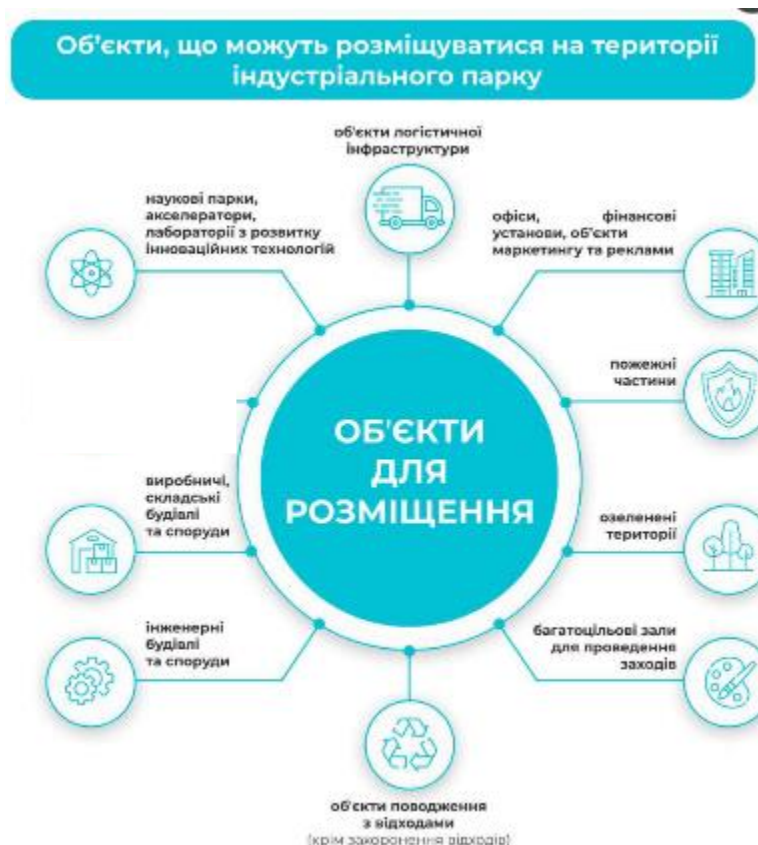 Об'єкти, що можуть розміщуватися на території
індустріального парку
об'єкти логістичної
інфраструктури
наукові парки,
акселератори,
лабораторії з розвитку
інноваційних технологій
офіси, фінансові
установи, об'єкти
маркетингу та реклами
пожежні
частини
ОБ'ЄКТИ
ДЛЯ
РОЗМІЩЕННЯ
виробничі,
складські
будівлі
та споруди
озеленені
території
інженерні
будівлі
та споруди
багатоцільові зали
для проведення
заходів
об'єкти поводження
з відходами
(крім захоронення відходів)